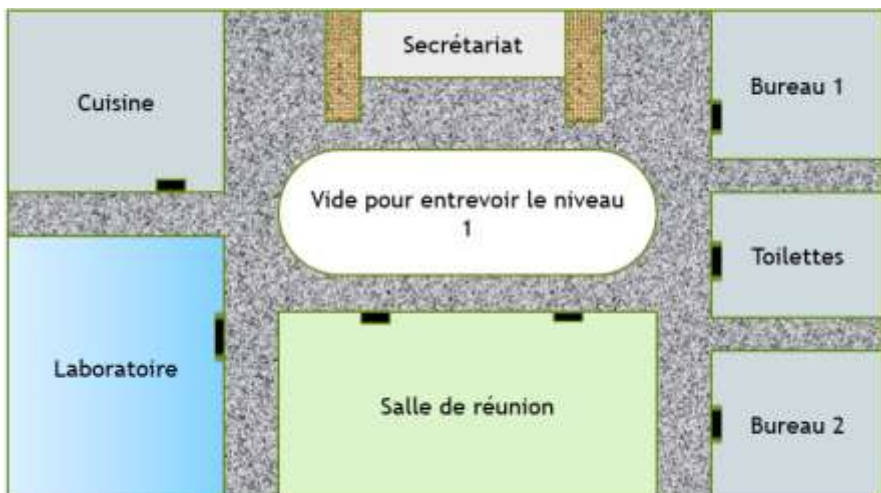 Secrétariat
Cuisine
Bureau 1
Vide pour entrevoir le niveau
1
Toilettes
Laboratoire
Salle de réunion
Bureau 2